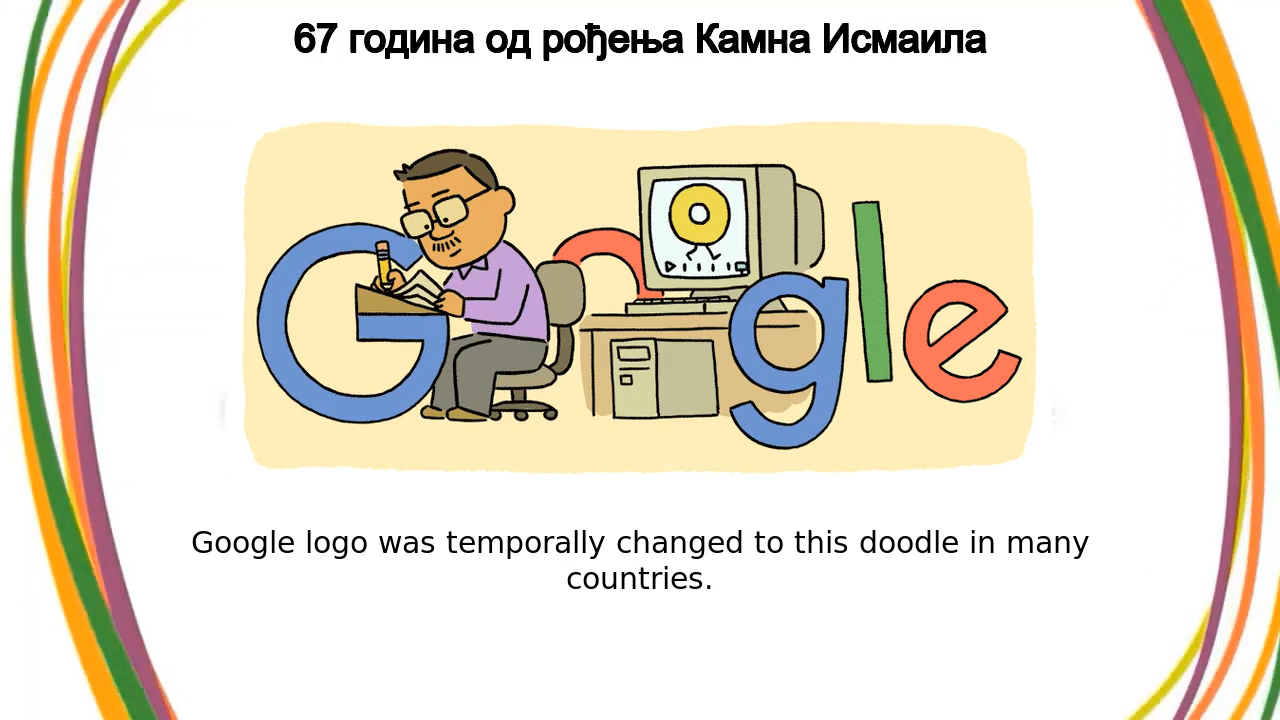 67 година од рођења Камна Исмаила
Google
Google logo was temporally changed to this doodle in many
countries.